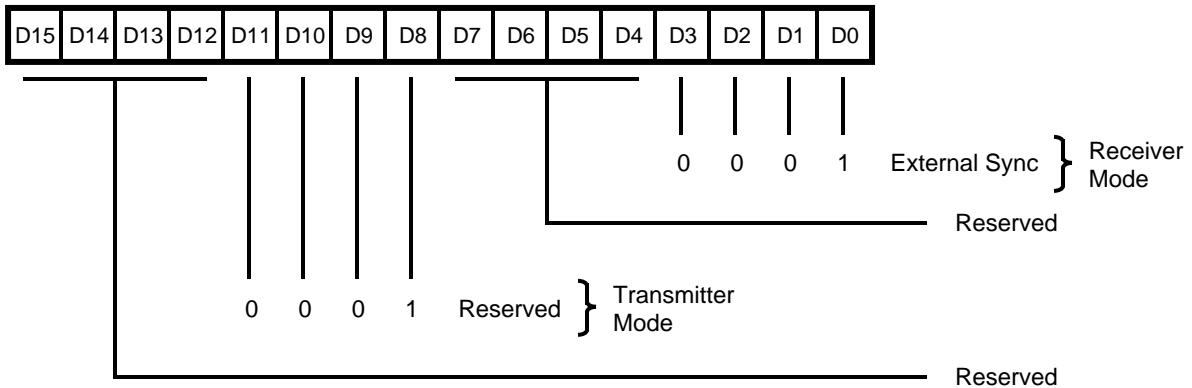 D15 D14 D13 D12 D11 D10 D9 D8 D7 D6 D5 D4 D3 D2 D1 D0
0 0 0 1 External Sync } Receiver
Mode
Reserved
0 0 0 1 Reserved } Transmitter
Mode
Reserved